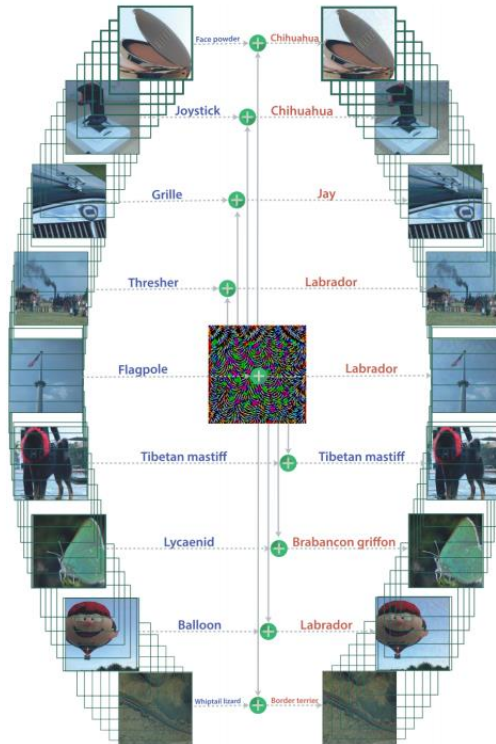 Face powder Chihuahua
Joystick Chihuahua
Grille Jay
Thresher Labrador
Flagpole Labrador
Tibetan mastiff Tibetan mastiff
Lycaenid Brabancon griffon
Balloon Labrador
Whiptail lizard Border terrier